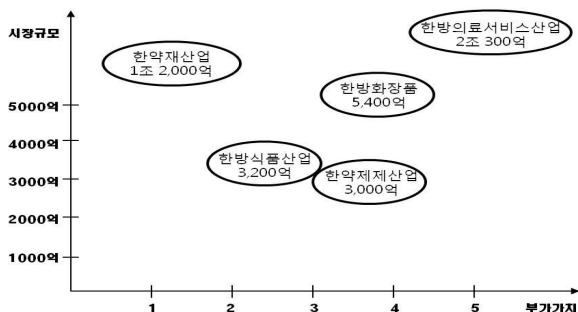 시장규모
한방의료서비스산업
2조 300억
한약재산업
1조 2,000억
한방화장품
5,400억
5000억
4000억
한방식품산업
3,200억
한약제제산업
3,000억
3000억
2000억
1000억
1 2 3 4 5 부가가치